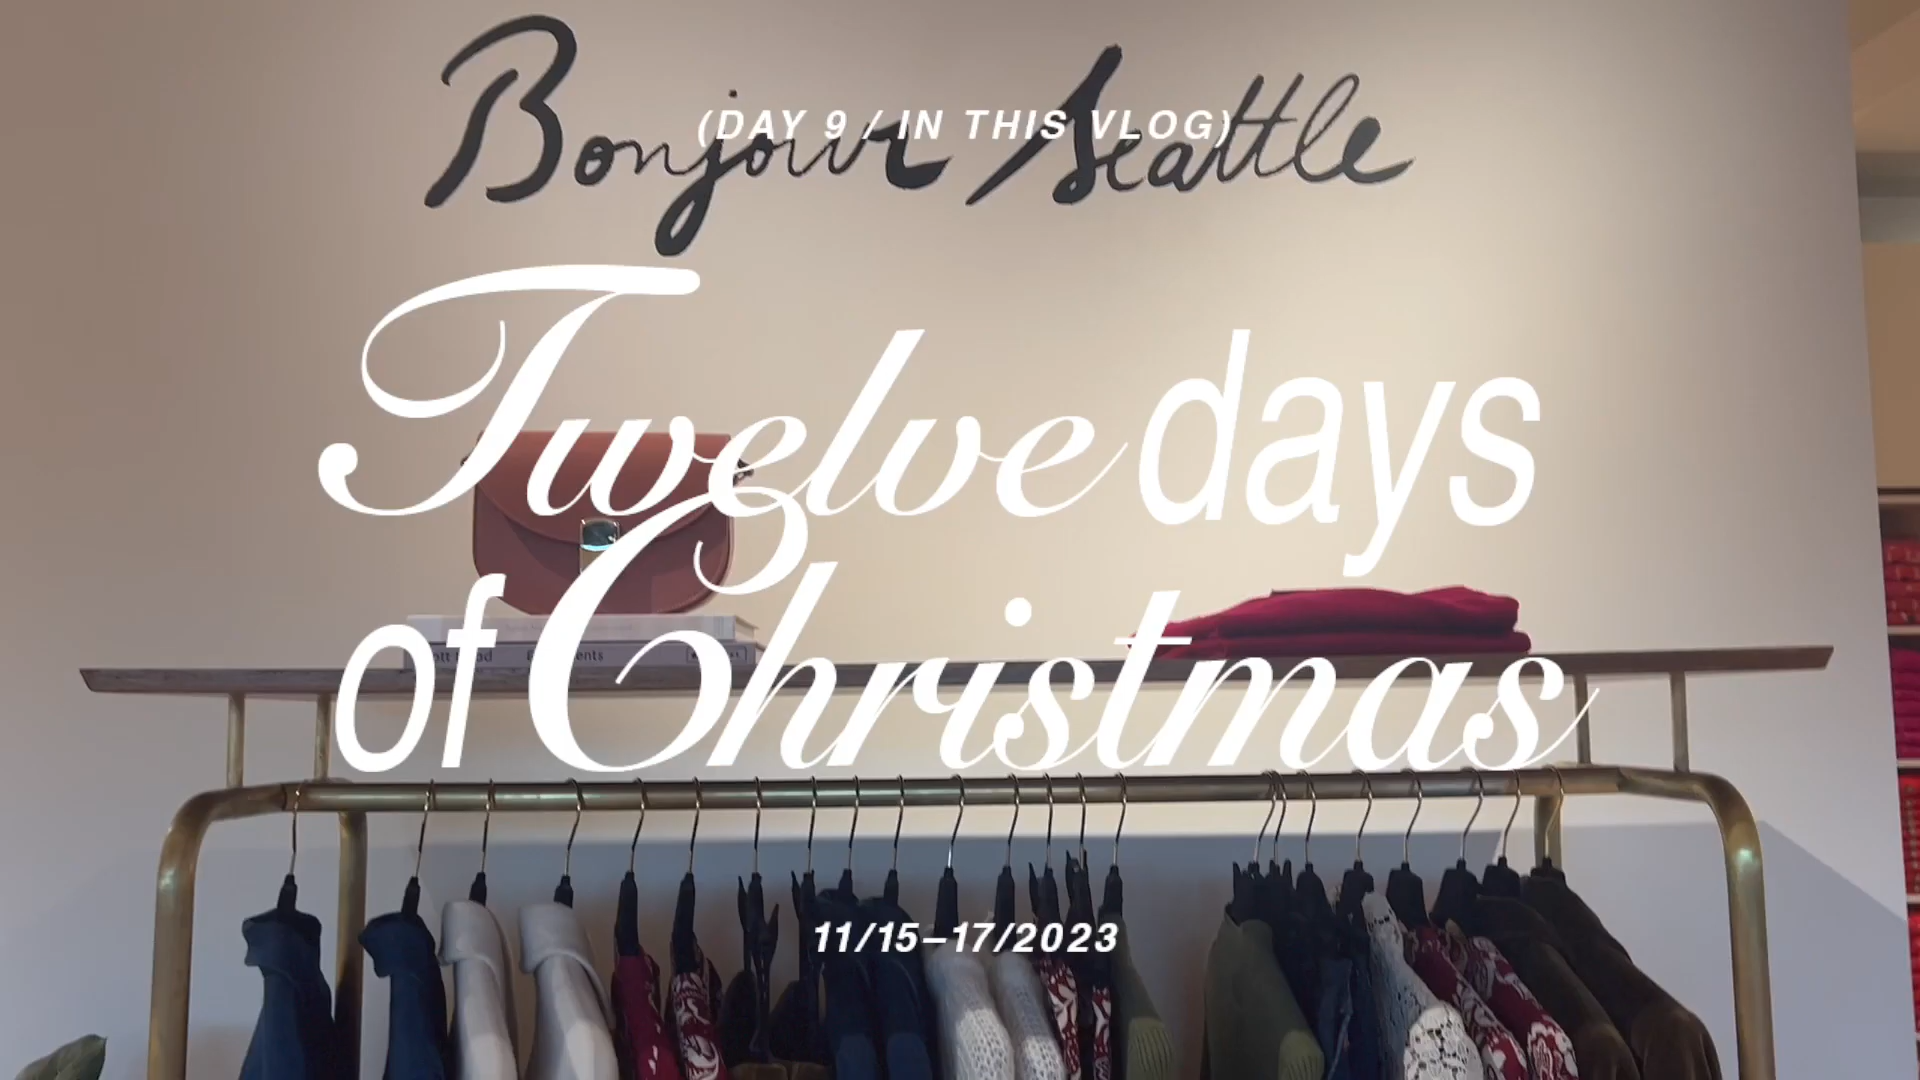 Bonjour Seattle
(DAY 9 / IN THIS VLOG)
Twelve days
of Christmas
11/15–17/2023